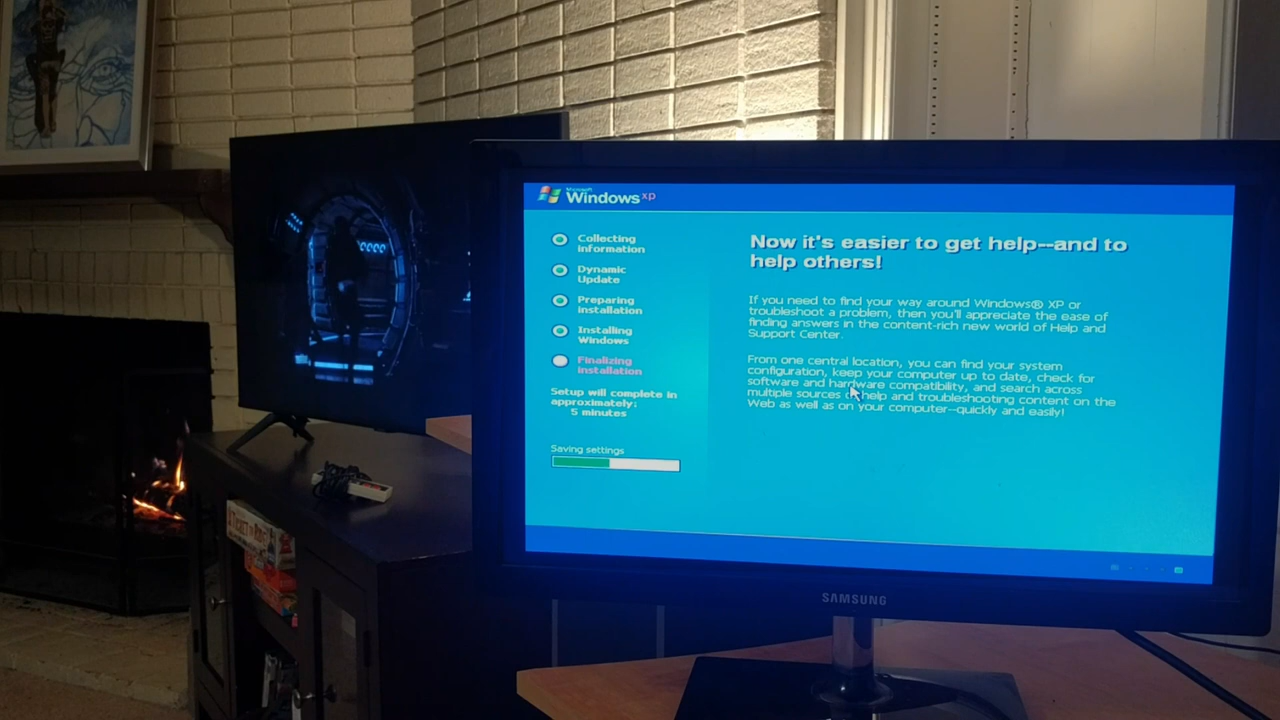 Microsoft
Windows xp
Collecting
information
Dynamic
Update
Preparing
installation
Installing
Windows
Finalizing
installation
Setup will complete in
approximately:
5 minutes
Saving settings
Now it's easier to get help--and to
help others!
If you need to find your way around Windows® XP or
troubleshoot a problem, then you'll appreciate the ease of
finding answers in the content-rich new world of Help and
Support Center.
From one central location, you can find your system
configuration, keep your computer up to date, check for
software and hardware compatibility, and search across
multiple sources of help and troubleshooting content on the
Web as well as on your computer--quickly and easily!
SAMSUNG
TICKET TO RIDE